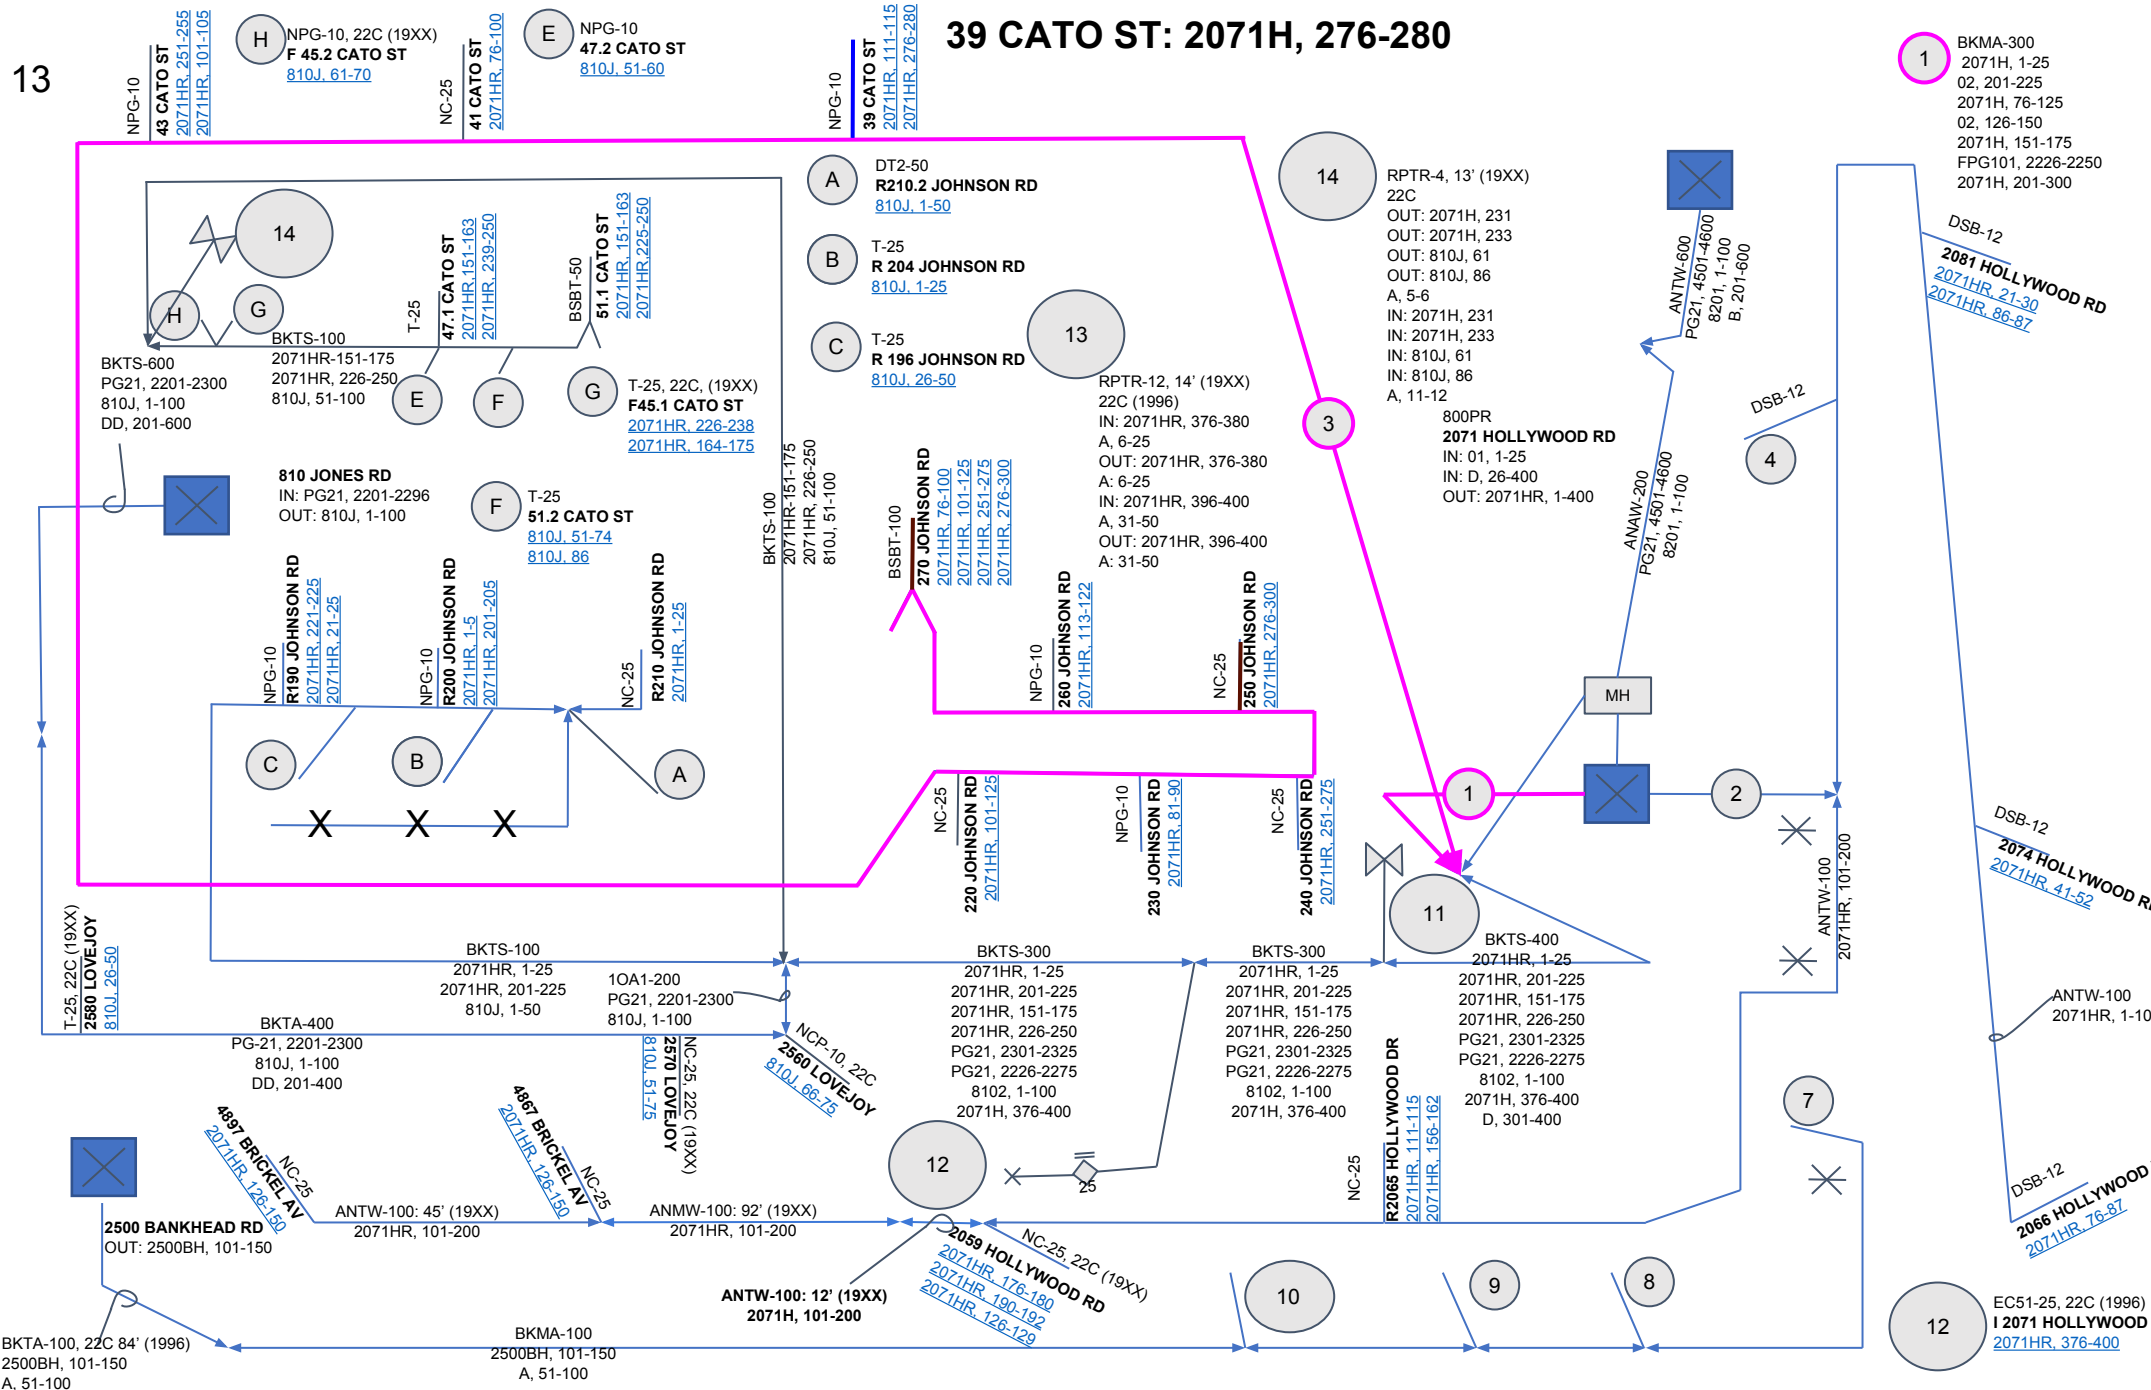 39 CATO ST: 2071H, 276-280
13
NPG-10
43 CATO ST
2071HR, 251-255
2071HR, 101-105
H
NPG-10, 22C (19XX)
F 45.2 CATO ST
810J, 61-70
NC-25
41 CATO ST
2071HR, 76-100
E
NPG-10
47.2 CATO ST
810J, 51-60
NPG-10
39 CATO ST
2071HR, 111-115
2071HR, 276-280
1
BKMA-300
2071H, 1-25
02, 201-225
2071H, 76-125
02, 126-150
2071H, 151-175
FPG101, 2226-2250
2071H, 201-300
A
DT2-50
R210.2 JOHNSON RD
810J, 1-50
B
T-25
R 204 JOHNSON RD
810J, 1-25
C
T-25
R 196 JOHNSON RD
810J, 26-50
14
RPTR-4, 13' (19XX)
22C
OUT: 2071H, 231
OUT: 2071H, 233
OUT: 810J, 61
OUT: 810J, 86
A, 5-6
IN: 2071H, 231
IN: 2071H, 233
IN: 810J, 61
IN: 810J, 86
A, 11-12
800PR
2071 HOLLYWOOD RD
IN: 01, 1-25
IN: D, 26-400
OUT: 2071HR, 1-400
ANTW-600
PG21, 4501-4600
8201, 1-100
B, 201-600
DSB-12
2081 HOLLYWOOD RD
2071HR, 21-30
2071HR, 86-87
14
H
G
T-25
47.1 CATO ST
2071HR,151-163
2071HR, 239-250
BSBT-50
51.1 CATO ST
2071HR, 151-163
2071HR,225-250
BKTS-600
PG21, 2201-2300
810J, 1-100
DD, 201-600
BKTS-100
2071HR-151-175
2071HR, 226-250
810J, 51-100
E
F
G
T-25, 22C, (19XX)
F45.1 CATO ST
2071HR, 226-238
2071HR, 164-175
13
RPTR-12, 14' (19XX)
22C (1996)
IN: 2071HR, 376-380
A, 6-25
OUT: 2071HR, 376-380
A: 6-25
IN: 2071HR, 396-400
A, 31-50
OUT: 2071HR, 396-400
A: 31-50
3
DSB-12
4
ANAW-200
PG21, 4501-4600
8201, 1-100
810 JONES RD
IN: PG21, 2201-2296
OUT: 810J, 1-100
F
T-25
51.2 CATO ST
810J, 51-74
810J, 86
BKTS-100
2071HR-151-175
2071HR, 226-250
810J, 51-100
BSBT-100
270 JOHNSON RD
2071HR, 76-100
2071HR, 101-125
2071HR, 251-275
2071HR, 276-300
NPG-10
R190 JOHNSON RD
2071HR, 221-225
2071HR, 21-25
NPG-10
R200 JOHNSON RD
2071HR, 1-5
2071HR, 201-205
NC-25
R210 JOHNSON RD
2071HR, 1-25
NPG-10
260 JOHNSON RD
2071HR, 113-122
NC-25
250 JOHNSON RD
2071HR, 276-300
MH
C
B
A
X
X
X
1
2
NC-25
220 JOHNSON RD
2071HR, 101-125
NPG-10
230 JOHNSON RD
2071HR, 81-90
NC-25
240 JOHNSON RD
2071HR, 251-275
11
DSB-12
2074 HOLLYWOOD R
2071HR, 41-52
ANTW-100
2071HR, 101-200
T-25, 22C (19XX)
2580 LOVEJOY
810J, 26-50
BKTS-100
2071HR, 1-25
2071HR, 201-225
810J, 1-50
1OA1-200
PG21, 2201-2300
810J, 1-100
BKTS-300
2071HR, 1-25
2071HR, 201-225
2071HR, 151-175
2071HR, 226-250
PG21, 2301-2325
PG21, 2226-2275
8102, 1-100
2071H, 376-400
BKTS-300
2071HR, 1-25
2071HR, 201-225
2071HR, 151-175
2071HR, 226-250
PG21, 2301-2325
PG21, 2226-2275
8102, 1-100
2071H, 376-400
BKTS-400
2071HR, 1-25
2071HR, 201-225
2071HR, 151-175
2071HR, 226-250
PG21, 2301-2325
PG21, 2226-2275
8102, 1-100
2071H, 376-400
D, 301-400
ANTW-100
2071HR, 1-10
BKTA-400
PG-21, 2201-2300
810J, 1-100
DD, 201-400
NC-25, 22C (19XX)
2570 LOVEJOY
810J, 51-75
NCP-10, 22C
2560 LOVEJOY
810J, 66-75
4897 BRICKEL AV
2071HR, 126-150
NC-25
4867 BRICKEL AV
2071HR, 126-150
NC-25
12
25
NC-25
R2065 HOLLYWOOD DR
2071HR, 111-115
2071HR, 156-162
7
DSB-12
2066 HOLLYWOOD
2071HR, 76-87
2500 BANKHEAD RD
OUT: 2500BH, 101-150
ANTW-100: 45' (19XX)
2071HR, 101-200
ANMW-100: 92' (19XX)
2071HR, 101-200
NC-25, 22C (19XX)
2059 HOLLYWOOD RD
2071HR, 176-180
2071HR, 190-192
2071HR, 126-129
ANTW-100: 12' (19XX)
2071H, 101-200
10
9
8
12
EC51-25, 22C (1996)
I 2071 HOLLYWOOD
2071HR, 376-400
BKTA-100, 22C 84' (1996)
2500BH, 101-150
A, 51-100
BKMA-100
2500BH, 101-150
A, 51-100